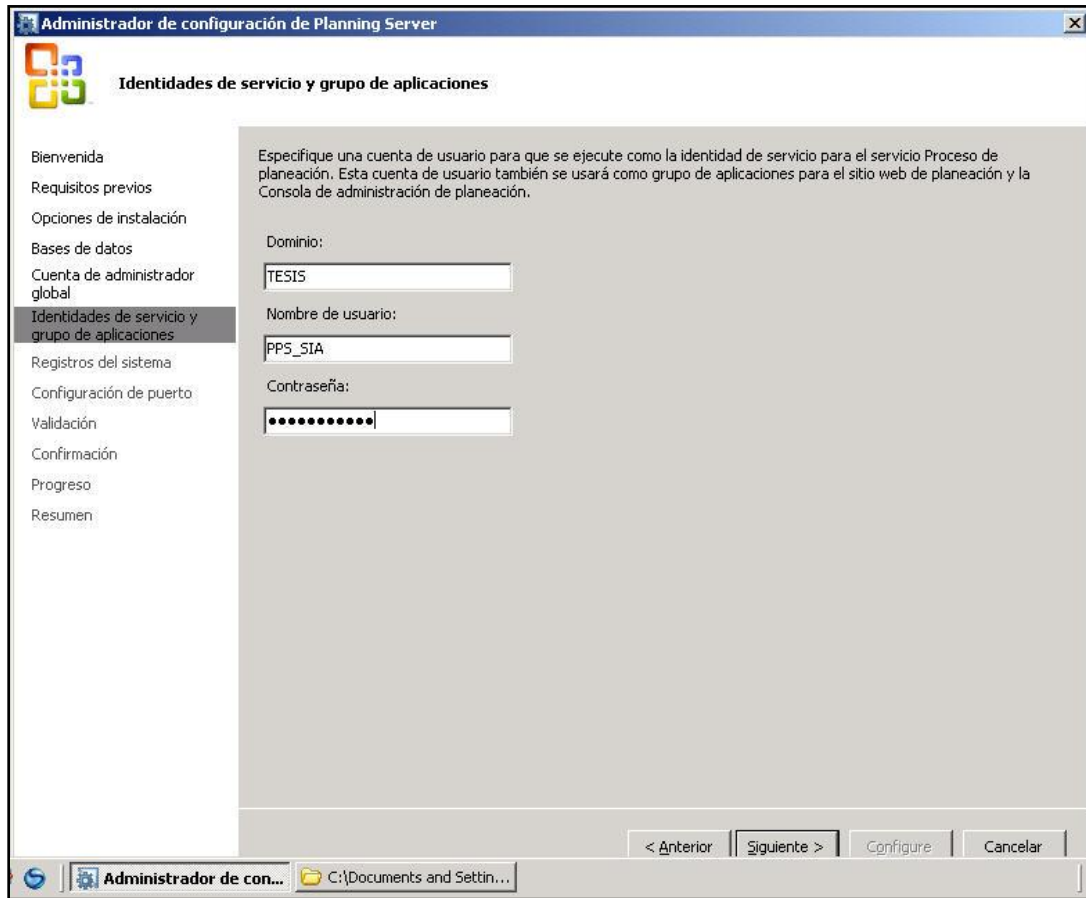 Administrador de configuración de Planning Server
Identidades de servicio y grupo de aplicaciones
Bienvenida
Requisitos previos
Opciones de instalación
Bases de datos
Cuenta de administrador
global
Identidades de servicio y
grupo de aplicaciones
Registros del sistema
Configuración de puerto
Validación
Confirmación
Progreso
Resumen
Especifique una cuenta de usuario para que se ejecute como la identidad de servicio para el servicio Proceso de
planeación. Esta cuenta de usuario también se usará como grupo de aplicaciones para el sitio web de planeación y la
Consola de administración de planeación.
Dominio:
TESIS
Nombre de usuario:
PPS_SIA
Contraseña:
●●●●●●●●●●●
< Anterior
Siguiente >
Configure
Cancelar
Administrador de con...
C:\Documents and Settin...